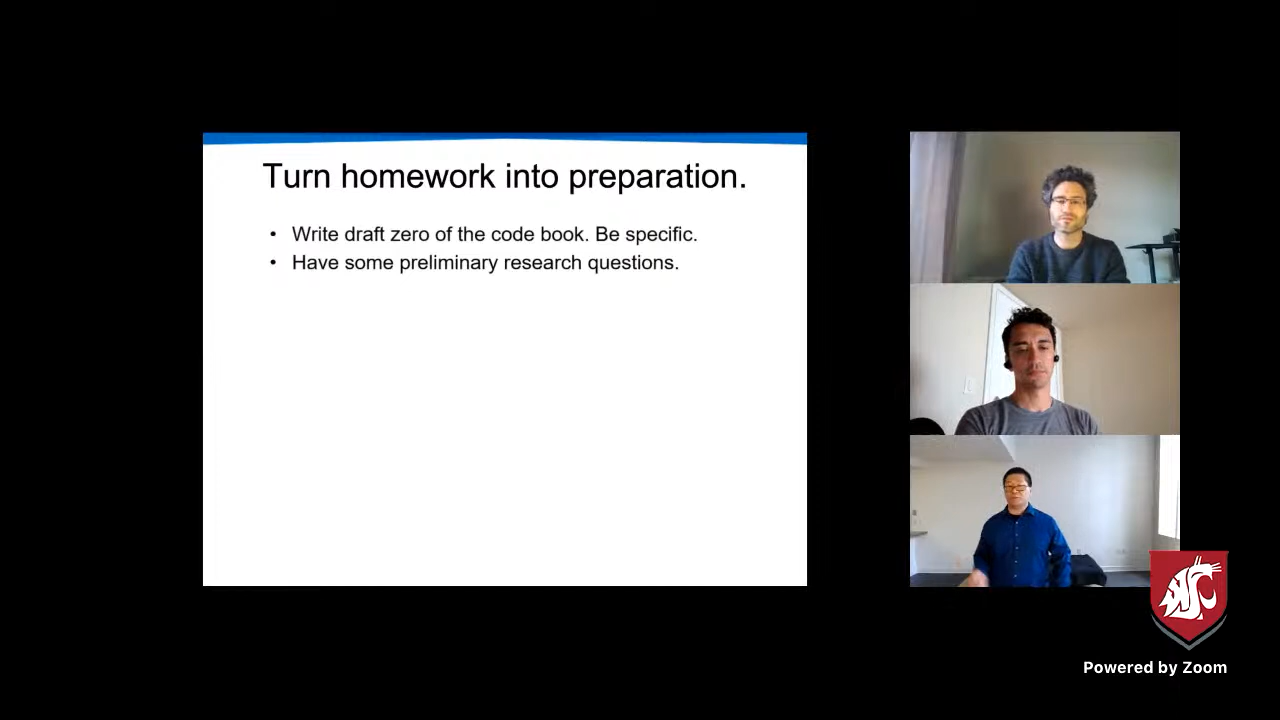 Turn homework into preparation.
• Write draft zero of the code book. Be specific.
• Have some preliminary research questions.
Powered by Zoom